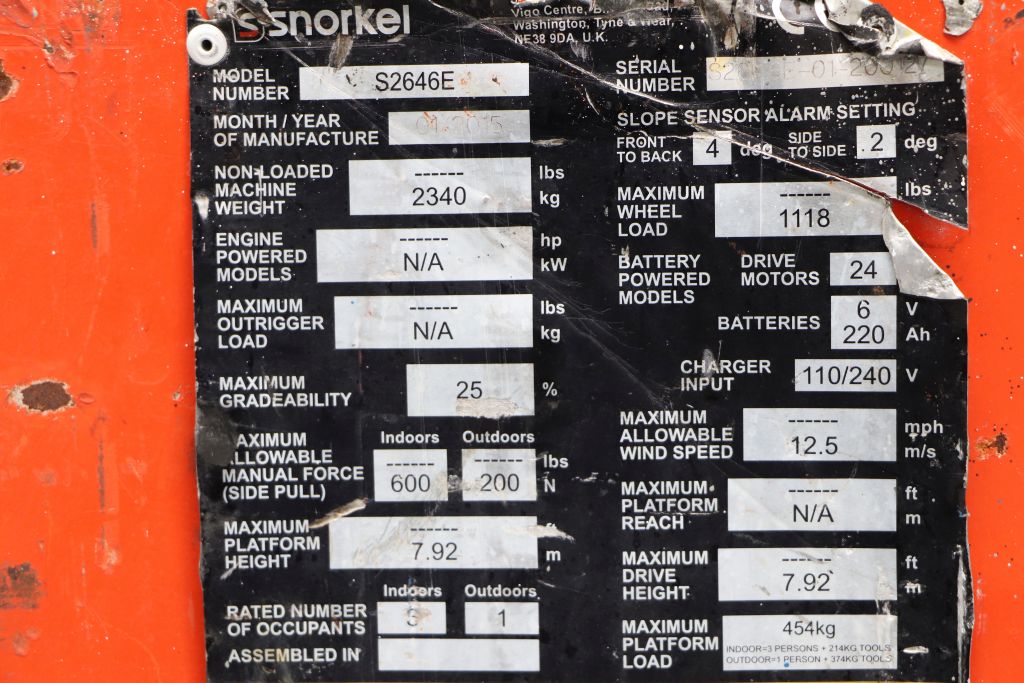 snorkel
Vigo Centre,
Washington, Tyne & Wear,
NE38 9DA, U.K.
MODEL
NUMBER
S2646E
MONTH / YEAR
OF MANUFACTURE
01-2015
NON-LOADED
MACHINE
WEIGHT
------ lbs
2340 kg
ENGINE
POWERED
MODELS
------ hp
N/A kW
MAXIMUM
OUTRIGGER
LOAD
------ lbs
N/A kg
MAXIMUM
GRADEABILITY
25 %
AXIMUM
LLOWABLE
MANUAL FORCE
(SIDE PULL)
Indoors Outdoors
------ ------ lbs
600 200 N
MAXIMUM
PLATFORM
HEIGHT
------ ft
7.92 m
Indoors Outdoors
RATED NUMBER
OF OCCUPANTS
3 1
ASSEMBLED IN
SERIAL
NUMBER
SLOPE SENSOR ALARM SETTING
FRONT
TO BACK
4 deg
SIDE
TO SIDE
2 deg
MAXIMUM
WHEEL
LOAD
------ lbs
1118
BATTERY
POWERED
MODELS
DRIVE
MOTORS
24
BATTERIES
6 V
220 Ah
CHARGER
INPUT
110/240 V
MAXIMUM
ALLOWABLE
WIND SPEED
------ mph
12.5 m/s
MAXIMUM
PLATFORM
REACH
------ ft
N/A m
MAXIMUM
DRIVE
HEIGHT
------ ft
7.92 m
MAXIMUM
PLATFORM
LOAD
454kg
INDOOR=3 PERSONS + 214KG TOOLS
OUTDOOR=1 PERSON + 374KG TOOLS